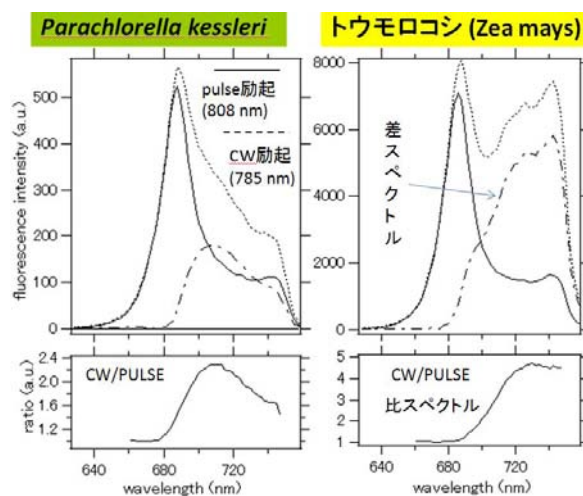 Parachlorella kessleri
トウモロコシ (Zea mays)
500
400
300
200
100
0
fluorescence intensity (a.u.)
pulse励起
(808 nm)
CW励起
(785 nm)
8000
6000
4000
2000
0
差スペクトル
2.4
2.0
1.6
1.2
ratio (a.u.)
CW/PULSE
640
680
720
wavelength (nm)
5
4
3
2
1
CW/PULSE
比スペクトル
640
680
720
wavelength (nm)